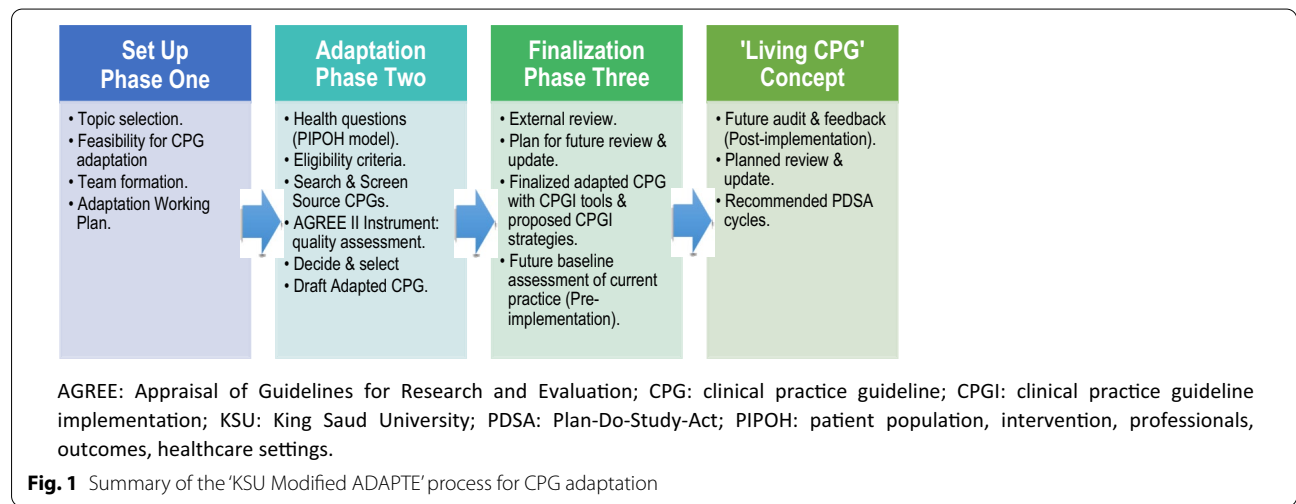 Set Up
Phase One
• Topic selection.
• Feasibility for CPG
adaptation
• Team formation.
• Adaptation Working
Plan.
Adaptation
Phase Two
• Health questions
(PIPOH model).
• Eligibility criteria.
• Search & Screen
Source CPGs.
• AGREE II Instrument:
quality assessment.
• Decide & select
• Draft Adapted CPG.
Finalization
Phase Three
• External review.
• Plan for future review &
update.
• Finalized adapted CPG
with CPGI tools &
proposed CPGI
strategies.
• Future baseline
assessment of current
practice (Pre-
implementation).
'Living CPG'
Concept
• Future audit & feedback
(Post-implementation).
• Planned review &
update.
• Recommended PDSA
cycles.
AGREE: Appraisal of Guidelines for Research and Evaluation; CPG: clinical practice guideline; CPGI: clinical practice guideline
implementation; KSU: King Saud University; PDSA: Plan-Do-Study-Act; PIPOH: patient population, intervention, professionals,
outcomes, healthcare settings.
Fig. 1 Summary of the 'KSU Modified ADAPTE' process for CPG adaptation